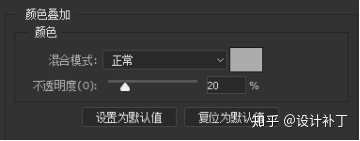 颜色叠加
颜色
混合模式: 正常
不透明度(O): 20 %
设置为默认值 复位为默认值
知乎 @设计补丁